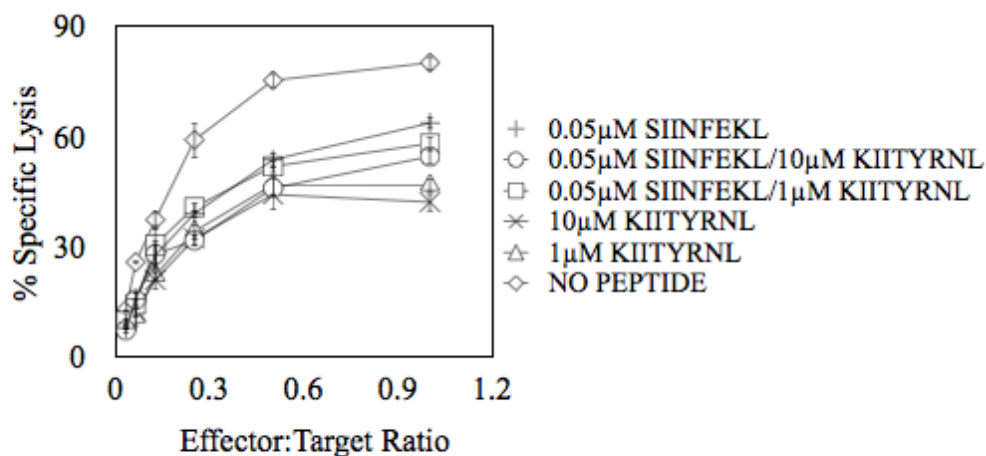 90
60
30
0
% Specific Lysis
0 0.3 0.6 0.9 1.2
Effector:Target Ratio
0.05µM SIINFEKL
0.05µM SIINFEKL/10µM KIITYRNL
0.05µM SIINFEKL/1µM KIITYRNL
10µM KIITYRNL
1µM KIITYRNL
NO PEPTIDE